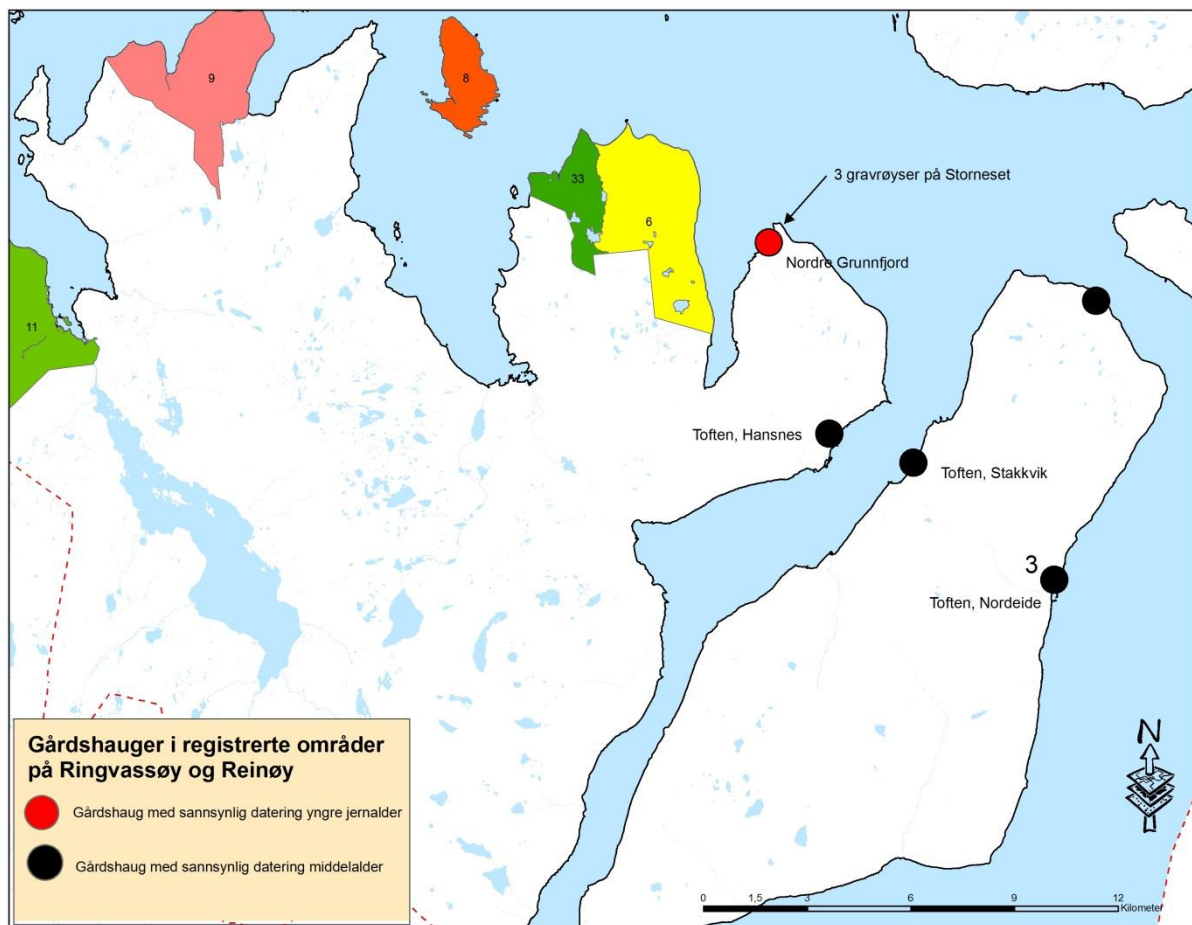 9
8
33
6
3 gravrøyser på Storneset
Nordre Grunnfjord
11
Toften, Hansnes
Toften, Stakkvik
3
Toften, Nordeide
Gårdshauger i registrerte områder
på Ringvassøy og Reinøy
Gårdshaug med sannsynlig datering yngre jernalder
Gårdshaug med sannsynlig datering middelalder
N
0 1,5 3 6 9 12
Kilometer